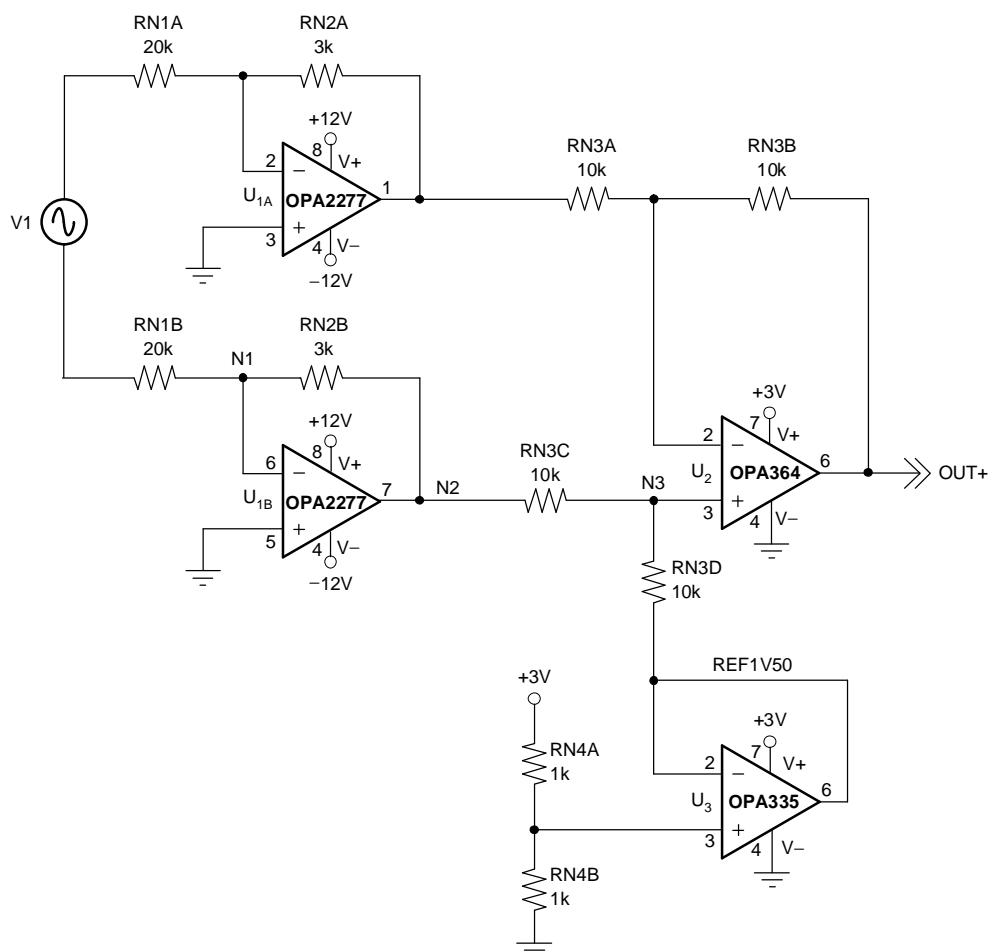 RN1A
20k
RN2A
3k
+12V
8
V+
2
−
U1A
OPA2277
1
+
3
4
V−
−12V
V1
RN3A
10k
RN3B
10k
RN1B
20k
N1
RN2B
3k
+12V
8
V+
6
−
U1B
OPA2277
7
+
5
4
V−
−12V
N2
RN3C
10k
N3
+3V
7
V+
2
−
U2
OPA364
6
+
3
4
V−
OUT+
RN3D
10k
REF1V50
+3V
RN4A
1k
+3V
7
V+
2
−
U3
OPA335
6
+
3
4
V−
RN4B
1k